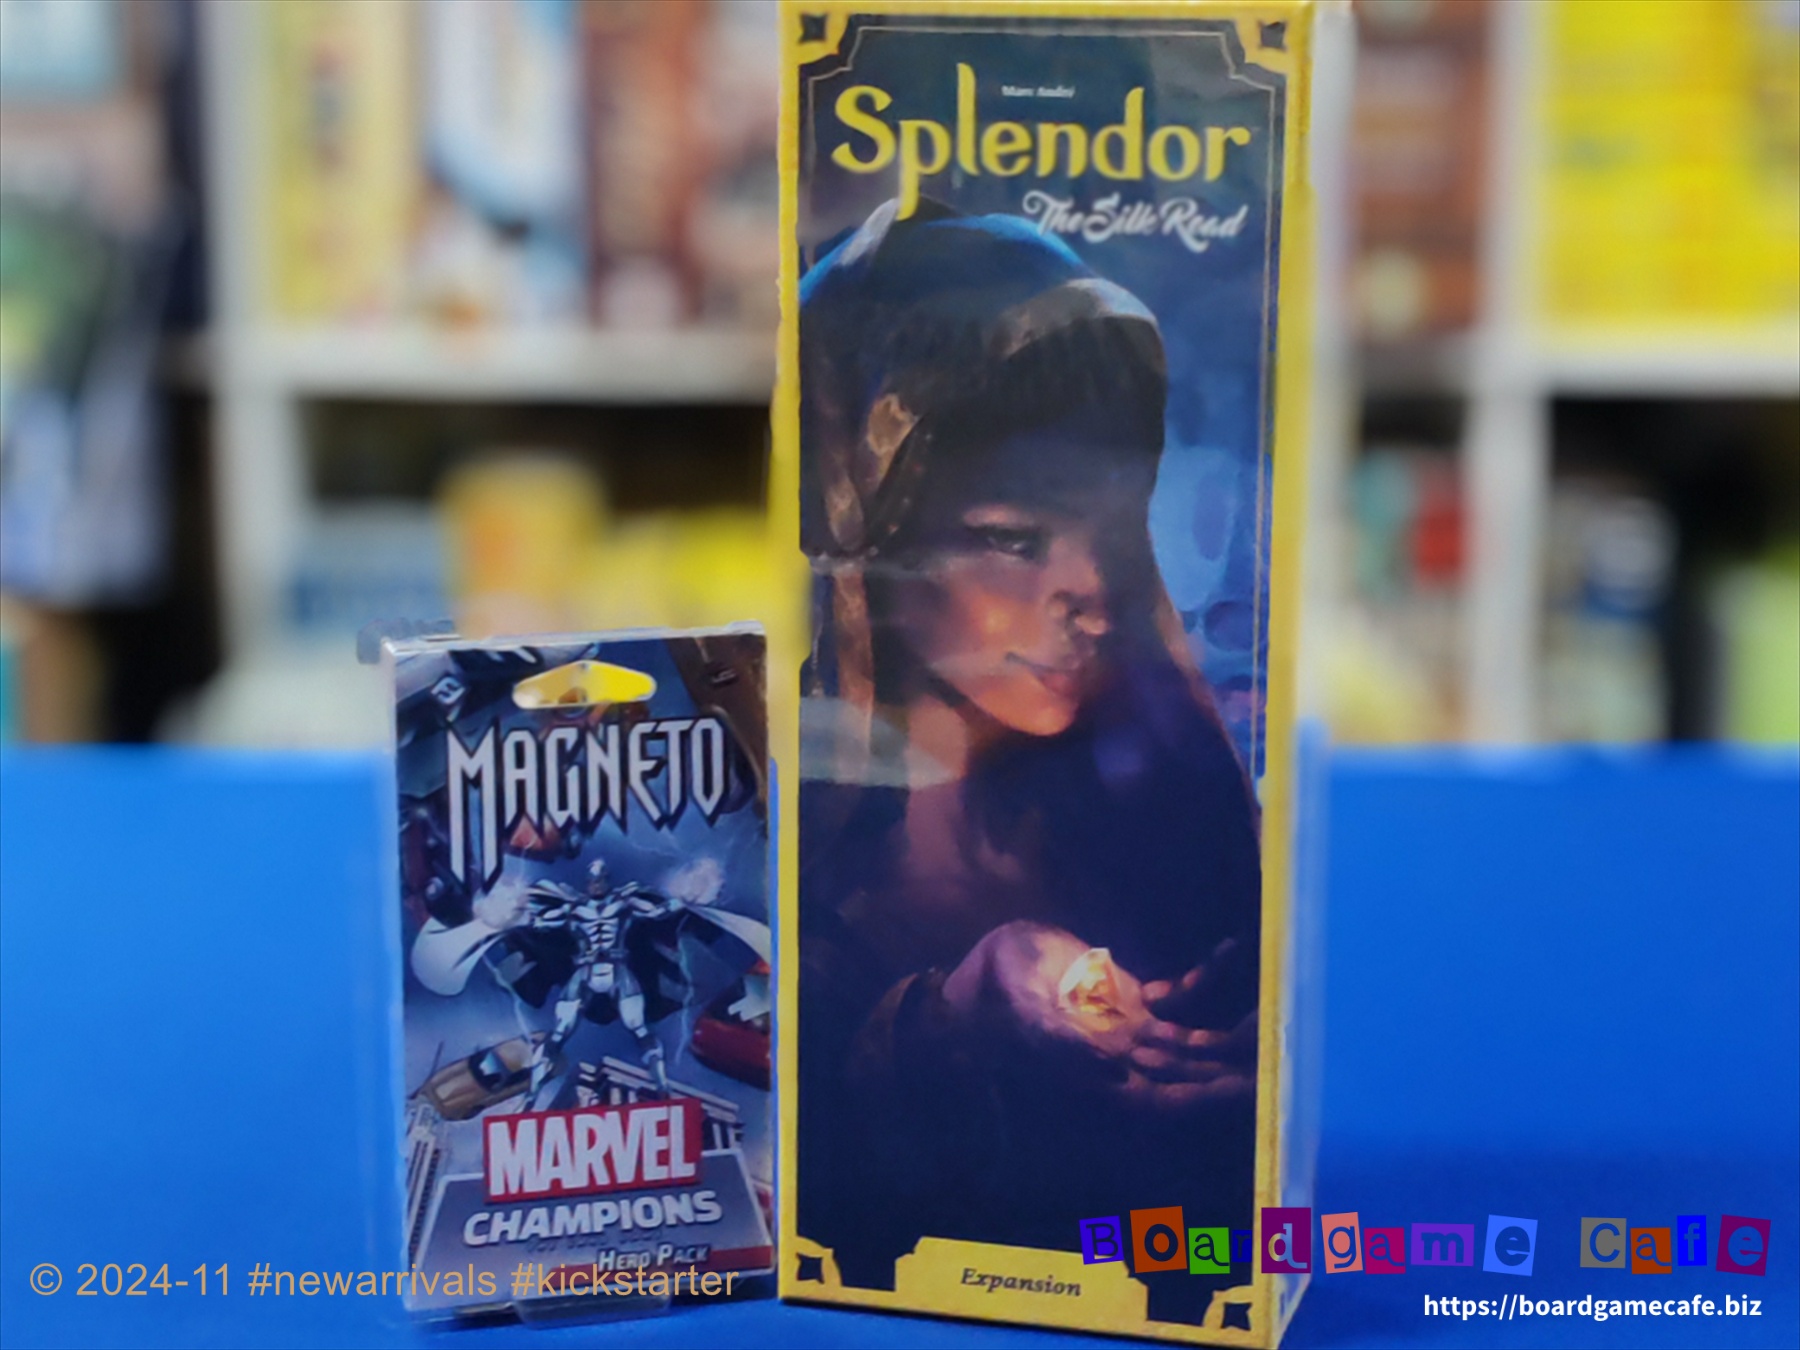 Marc André
Splendor
The Silk Road
MAGNETO
MARVEL
CHAMPIONS
HERO PACK
Expansion
Boardgame Cafe
© 2024-11 #newarrivals #kickstarter
https://boardgamecafe.biz